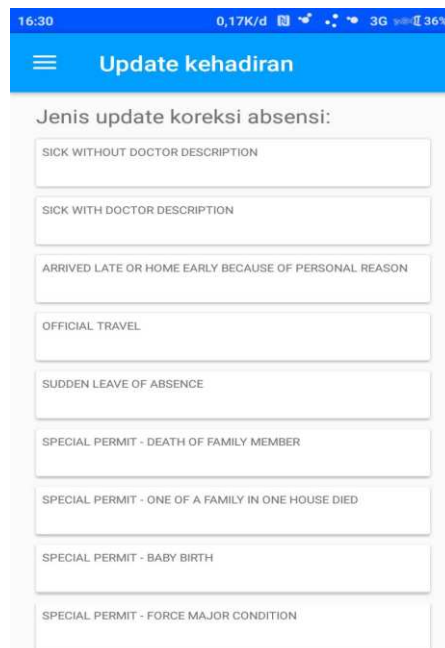 16:30 0,17K/d 3G 36%
Update kehadiran
Jenis update koreksi absensi:
SICK WITHOUT DOCTOR DESCRIPTION
SICK WITH DOCTOR DESCRIPTION
ARRIVED LATE OR HOME EARLY BECAUSE OF PERSONAL REASON
OFFICIAL TRAVEL
SUDDEN LEAVE OF ABSENCE
SPECIAL PERMIT - DEATH OF FAMILY MEMBER
SPECIAL PERMIT - ONE OF A FAMILY IN ONE HOUSE DIED
SPECIAL PERMIT - BABY BIRTH
SPECIAL PERMIT - FORCE MAJOR CONDITION